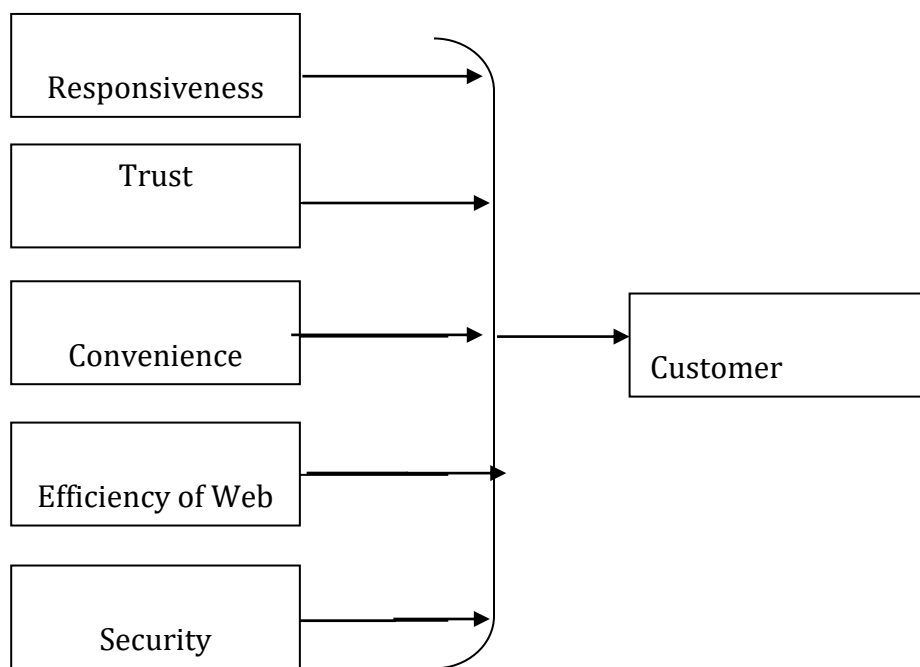 Responsiveness
Trust
Convenience
Customer
Efficiency of Web
Security